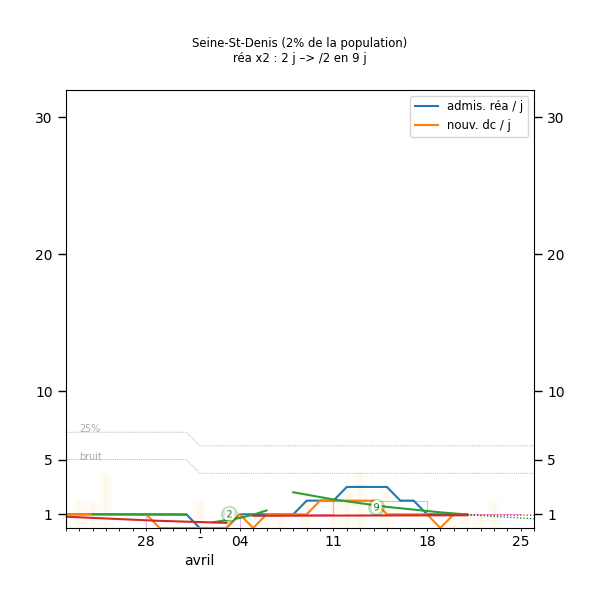 Seine-St-Denis (2% de la population)
réa x2 : 2 j –> /2 en 9 j
admis. réa / j
nouv. dc / j
30 30
20 20
10 10
25%
5 bruit 5
1 2 9 1
28 - 04 11 18 25
avril